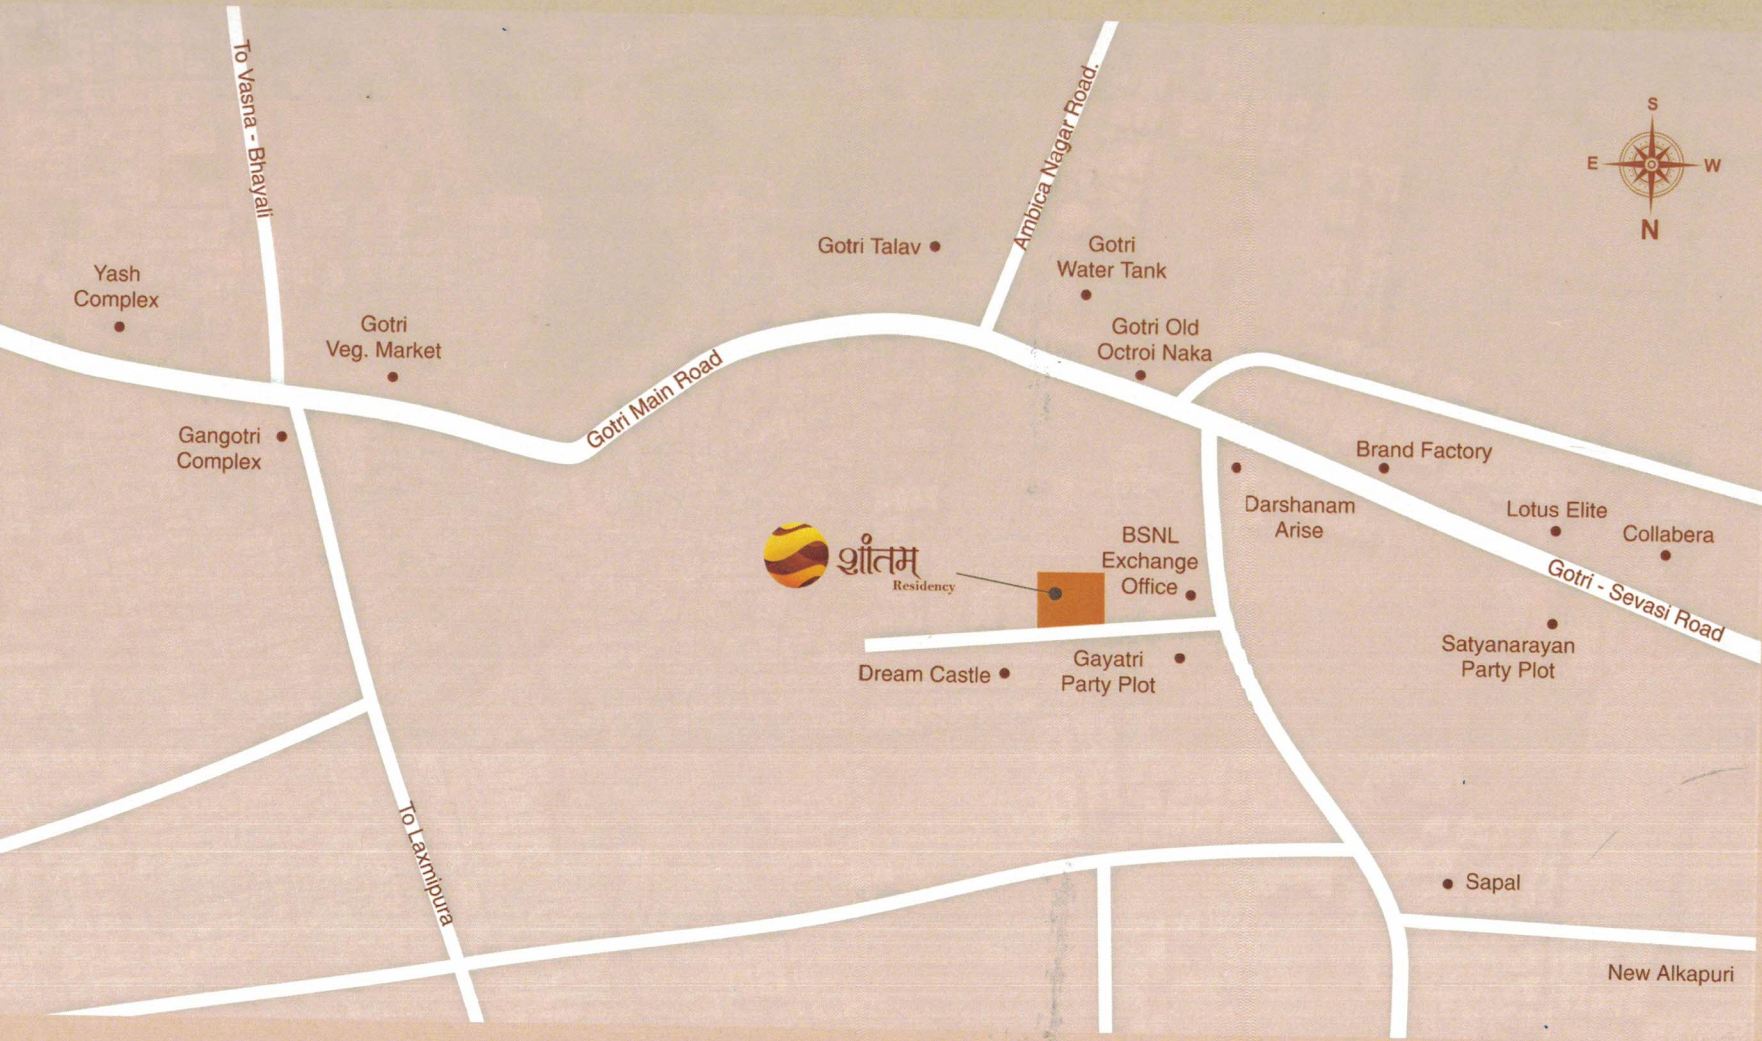 To Vasna - Bhayali
Ambica Nagar Road.
S
E
W
N
Gotri Talav
Gotri
Water Tank
Yash
Complex
Gotri
Veg. Market
Gotri Old
Octroi Naka
Gotri Main Road
Gangotri
Complex
Brand Factory
Darshanam
Arise
Lotus Elite
Collabera
Gotri - Sevasi Road
BSNL
Exchange
Office
शांतम्
Residency
Satyanarayan
Party Plot
Dream Castle
Gayatri
Party Plot
To Laxmipura
Sapal
New Alkapuri